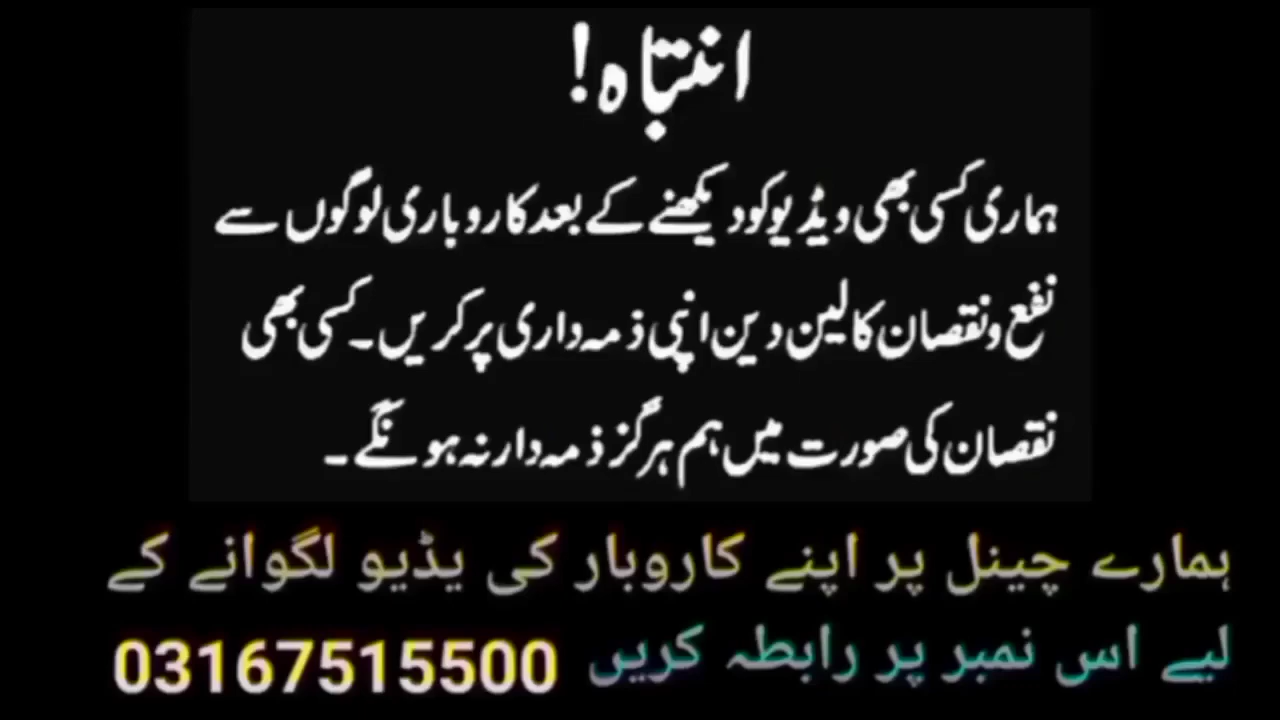 انتباہ!
ہماری کسی بھی ویڈیو کو دیکھنے کے بعد کاروباری لوگوں سے
نفع و نقصان کا لین دین اپنی ذمہ داری پر کریں۔ کسی بھی
نقصان کی صورت میں ہم ہرگز ذمہ دار نہ ہونگے۔
ہمارے چینل پر اپنے کاروبار کی یڈیو لگوانے کے
لیے اس نمبر پر رابطہ کریں 03167515500